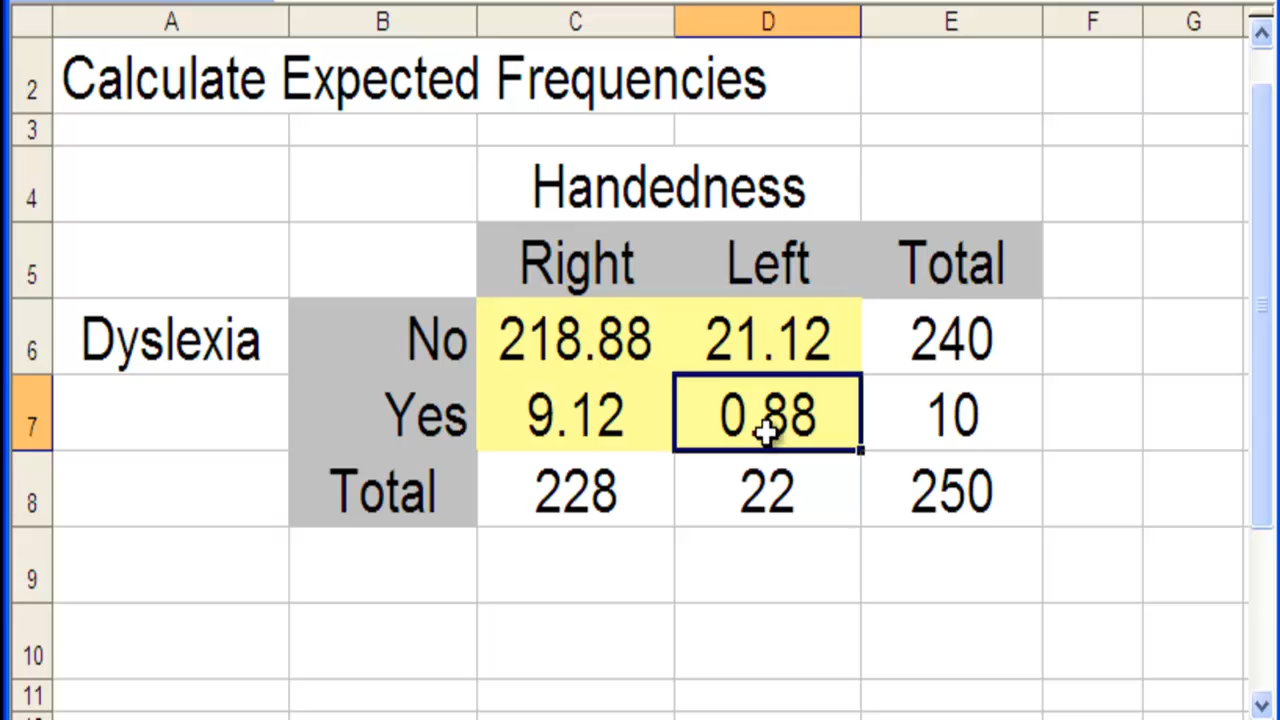 A B C D E F G
2 Calculate Expected Frequencies
3
4 Handedness
5 Right Left Total
6 Dyslexia No 218.88 21.12 240
7 Yes 9.12 0.88 10
8 Total 228 22 250
9
10
11